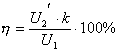 η = U₂′ · k / U₁ · 100%